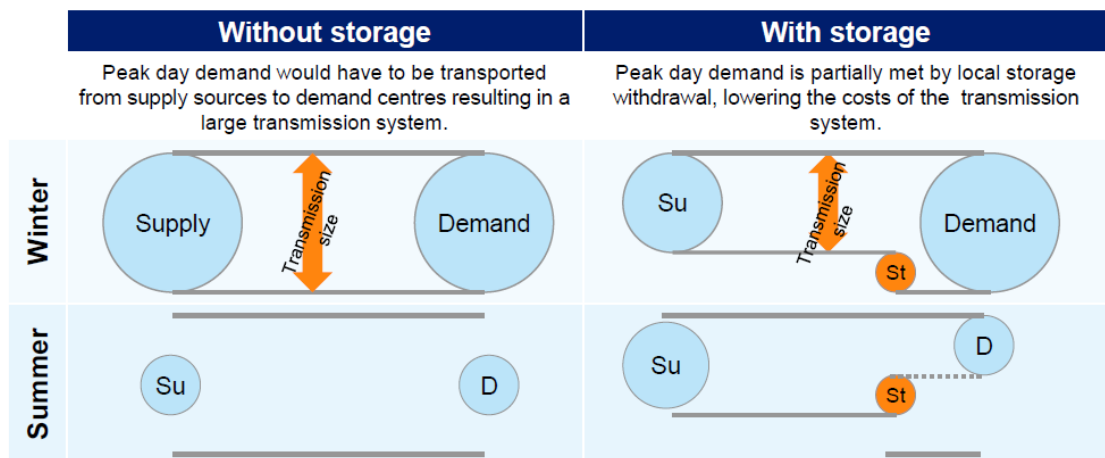 Without storage
With storage
Peak day demand would have to be transported
from supply sources to demand centres resulting in a
large transmission system.
Peak day demand is partially met by local storage
withdrawal, lowering the costs of the transmission
system.
Winter
Supply
Transmission
size
Demand
Su
Transmission
size
St
Demand
Summer
Su
D
Su
St
D